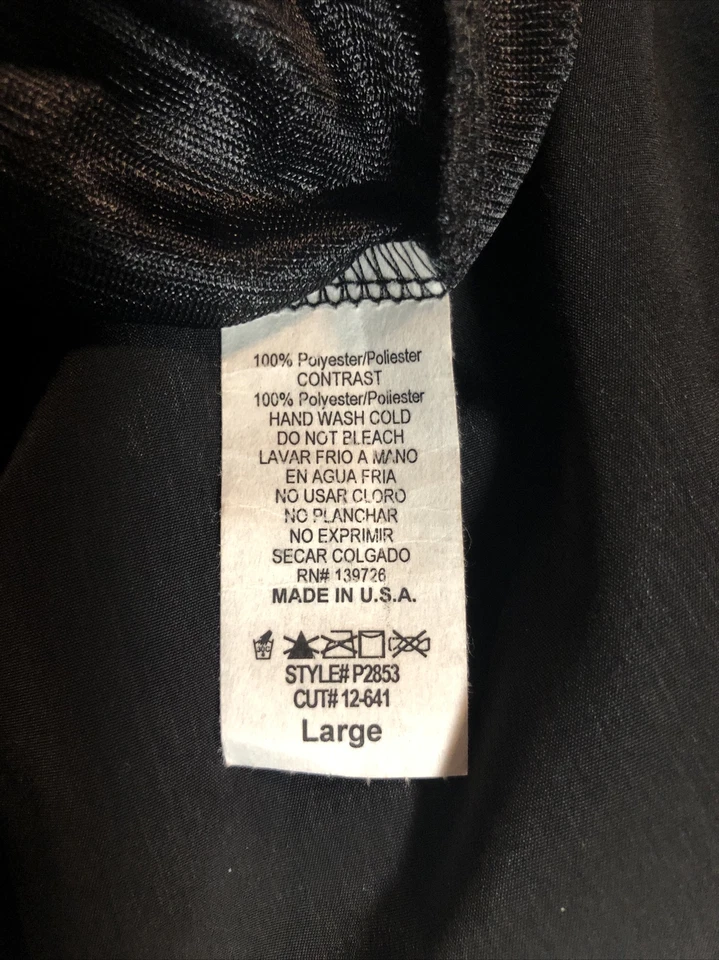 100% Polyester/Poliester
CONTRAST
100% Polyester/Poliester
HAND WASH COLD
DO NOT BLEACH
LAVAR FRIO A MANO
EN AGUA FRIA
NO USAR CLORO
NO PLANCHAR
NO EXPRIMIR
SECAR COLGADO
RN# 139726
MADE IN U.S.A.
STYLE# P2853
CUT# 12-641
Large